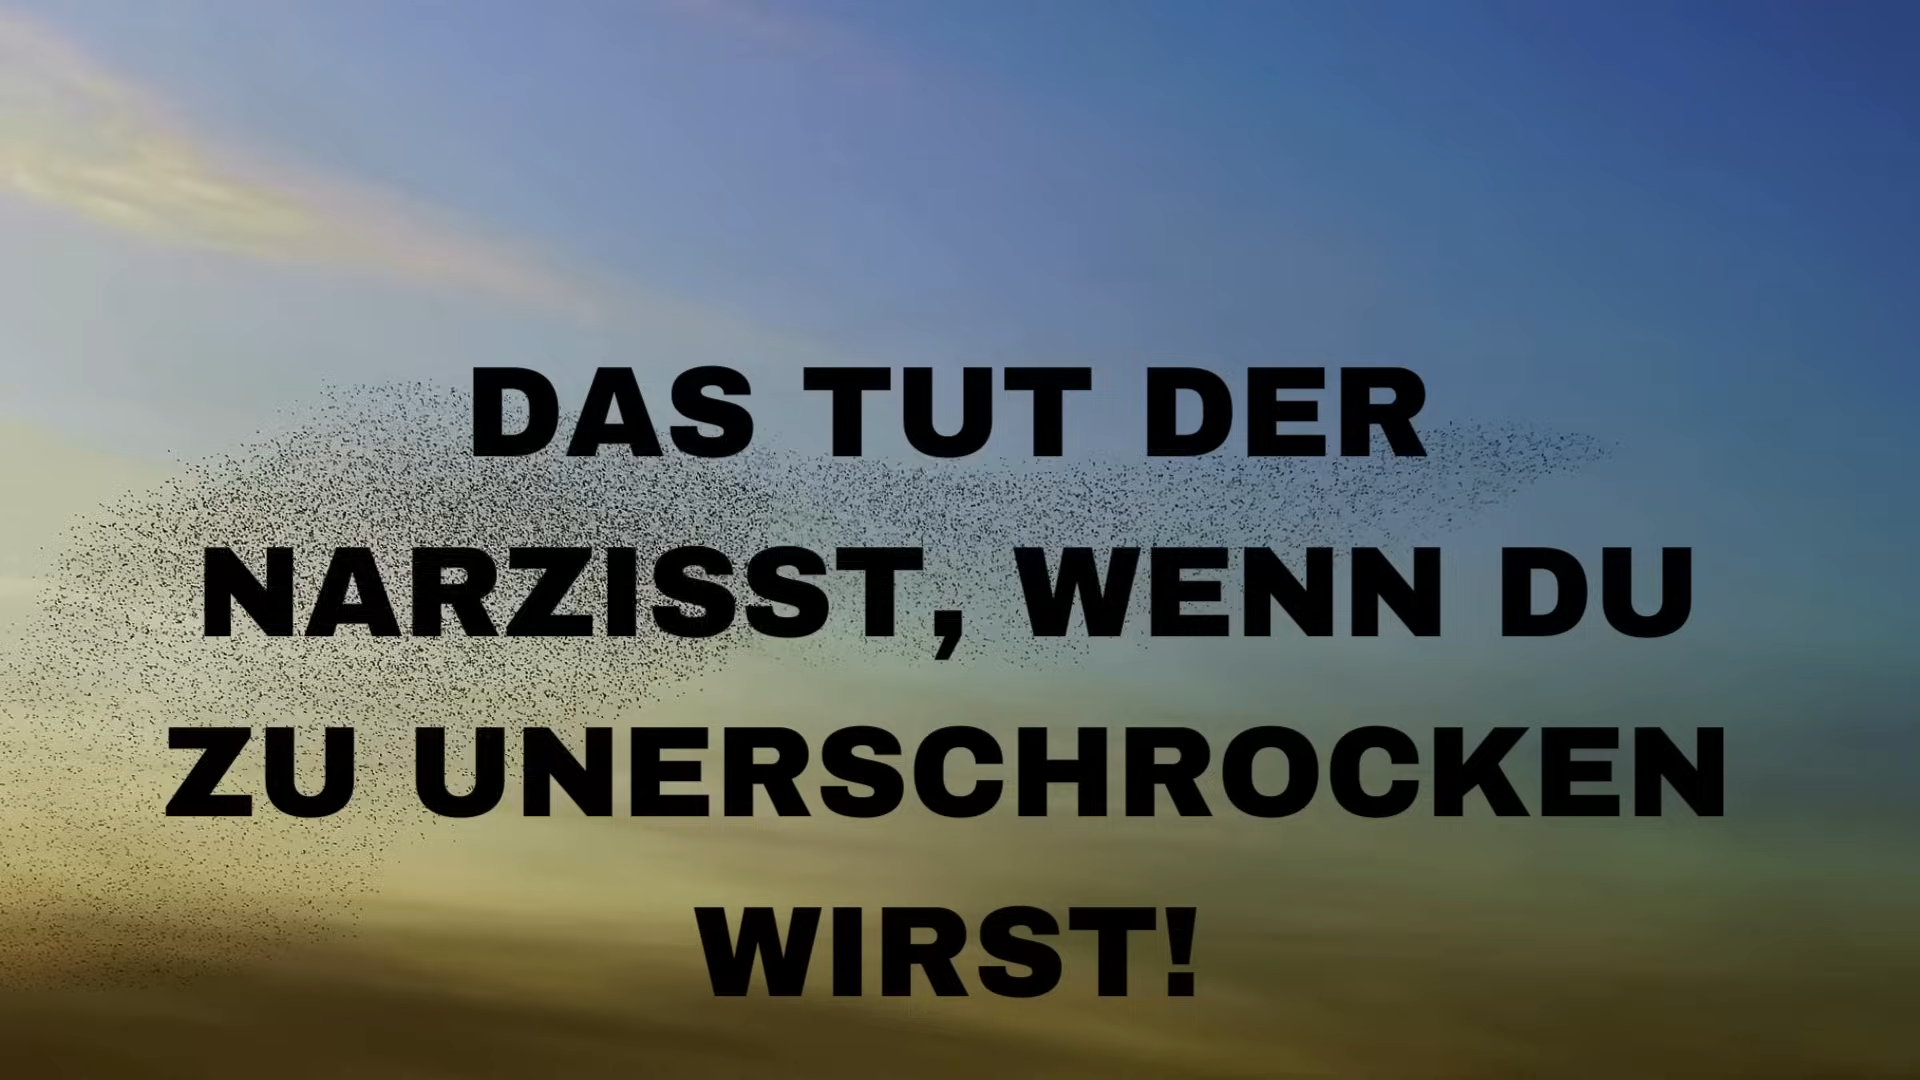 DAS TUT DER
NARZISST, WENN DU
ZU UNERSCHROCKEN
WIRST!